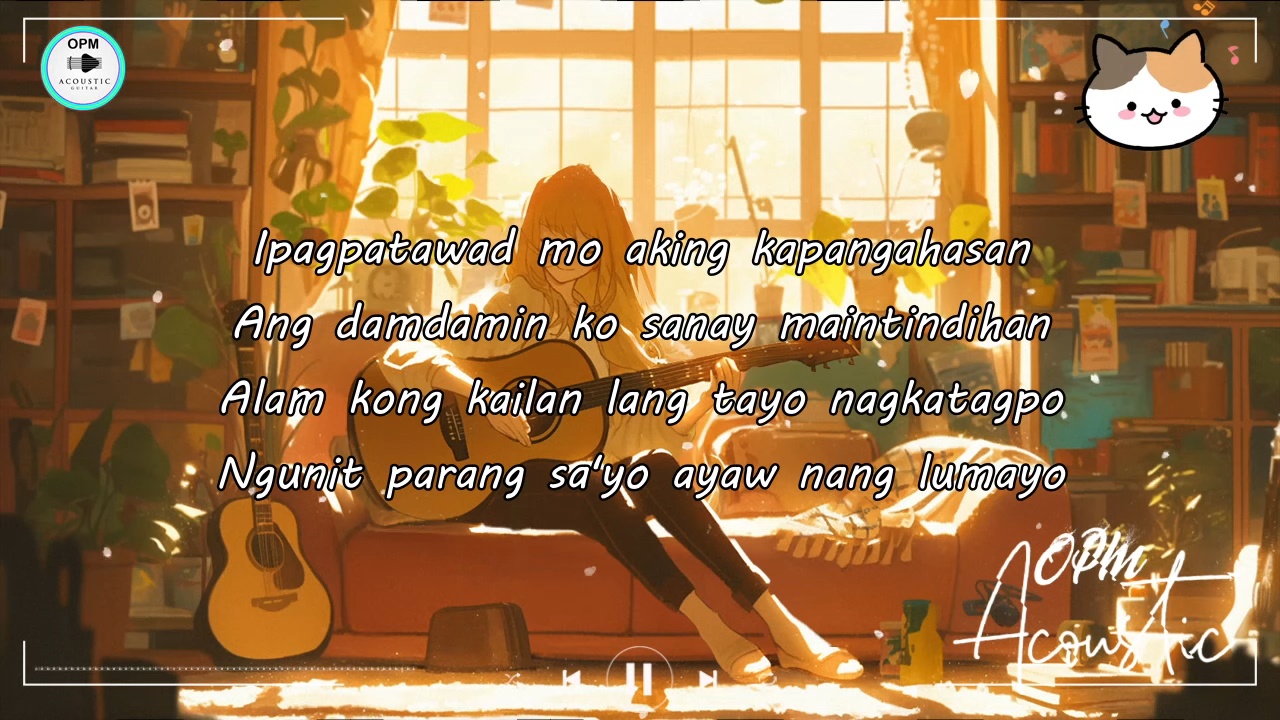 OPM
ACOUSTIC
GUITAR
Ipagpatawad mo aking kapangahasan
Ang damdamin ko sanay maintindihan
Alam kong kailan lang tayo nagkatagpo
Ngunit parang sa'yo ayaw nang lumayo
OPM
Acoustic